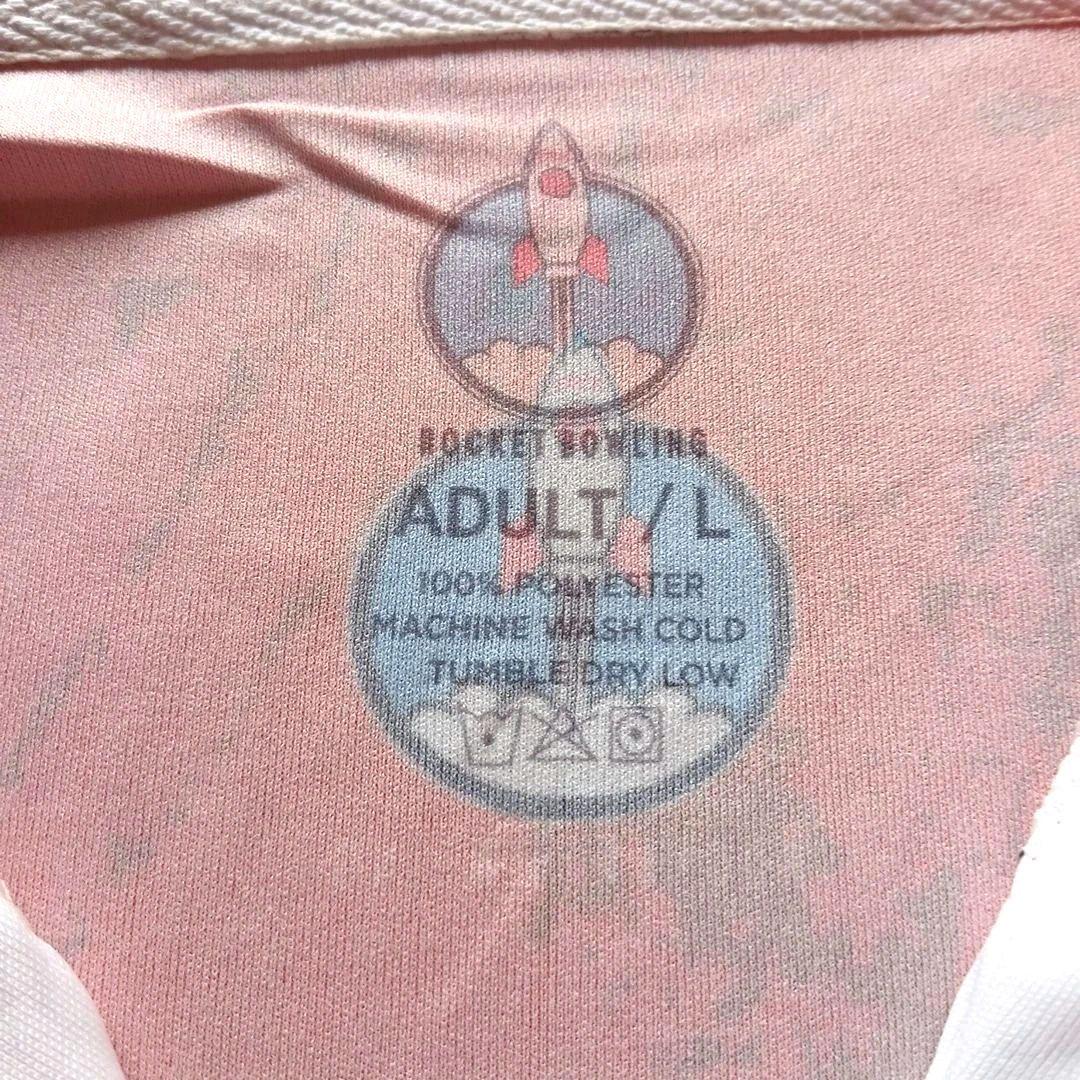 ROCKET BOWLING
ADULT / L
100% POLYESTER
MACHINE WASH COLD
TUMBLE DRY LOW